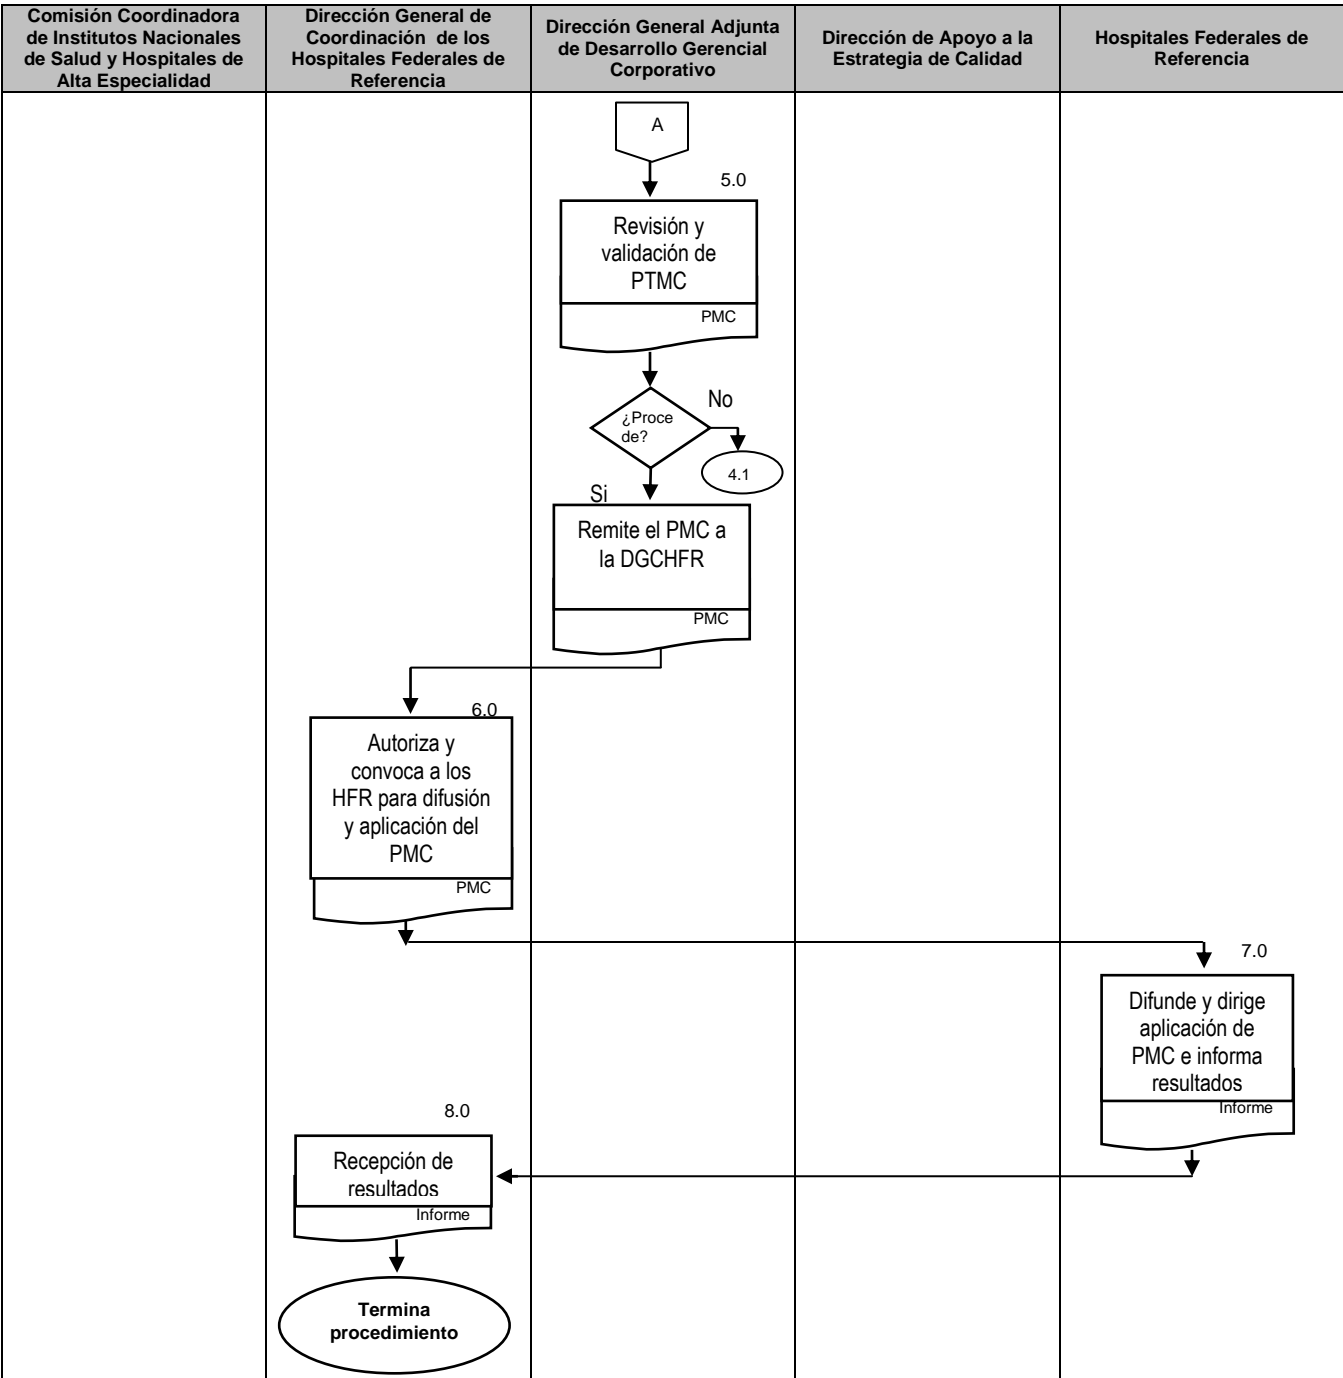 Comisión Coordinadora
de Institutos Nacionales
de Salud y Hospitales de
Alta Especialidad
Dirección General de
Coordinación de los
Hospitales Federales de
Referencia
Dirección General Adjunta
de Desarrollo Gerencial
Corporativo
Dirección de Apoyo a la
Estrategia de Calidad
Hospitales Federales de
Referencia
A
5.0
Revisión y
validación de
PTMC
PMC
¿Proce
de?
No
4.1
Si
Remite el PMC a
la DGCHFR
PMC
6.0
Autoriza y
convoca a los
HFR para difusión
y aplicación del
PMC
PMC
7.0
Difunde y dirige
aplicación de
PMC e informa
resultados
Informe
8.0
Recepción de
resultados
Informe
Termina
procedimiento